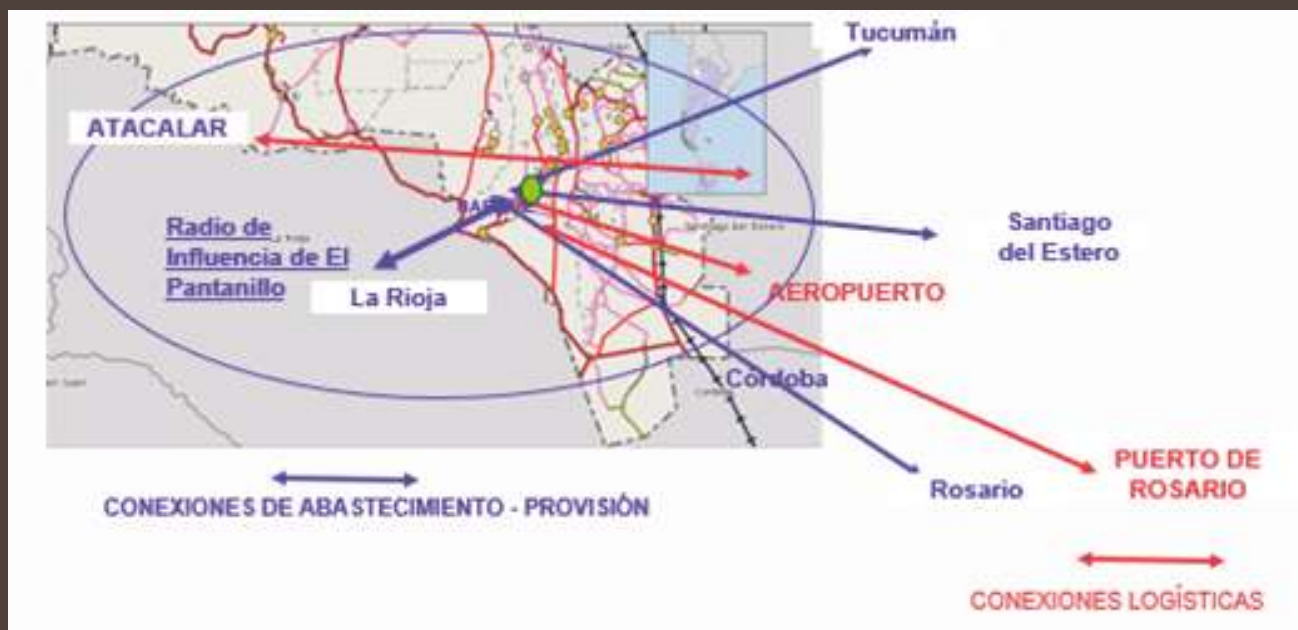 Tucumán
ATACALAR
Radio de
Influencia de El
Pantanillo
La Rioja
Santiago
del Estero
AEROPUERTO
Córdoba
Rosario
PUERTO DE
ROSARIO
CONEXIONES DE ABASTECIMIENTO - PROVISIÓN
CONEXIONES LOGÍSTICAS